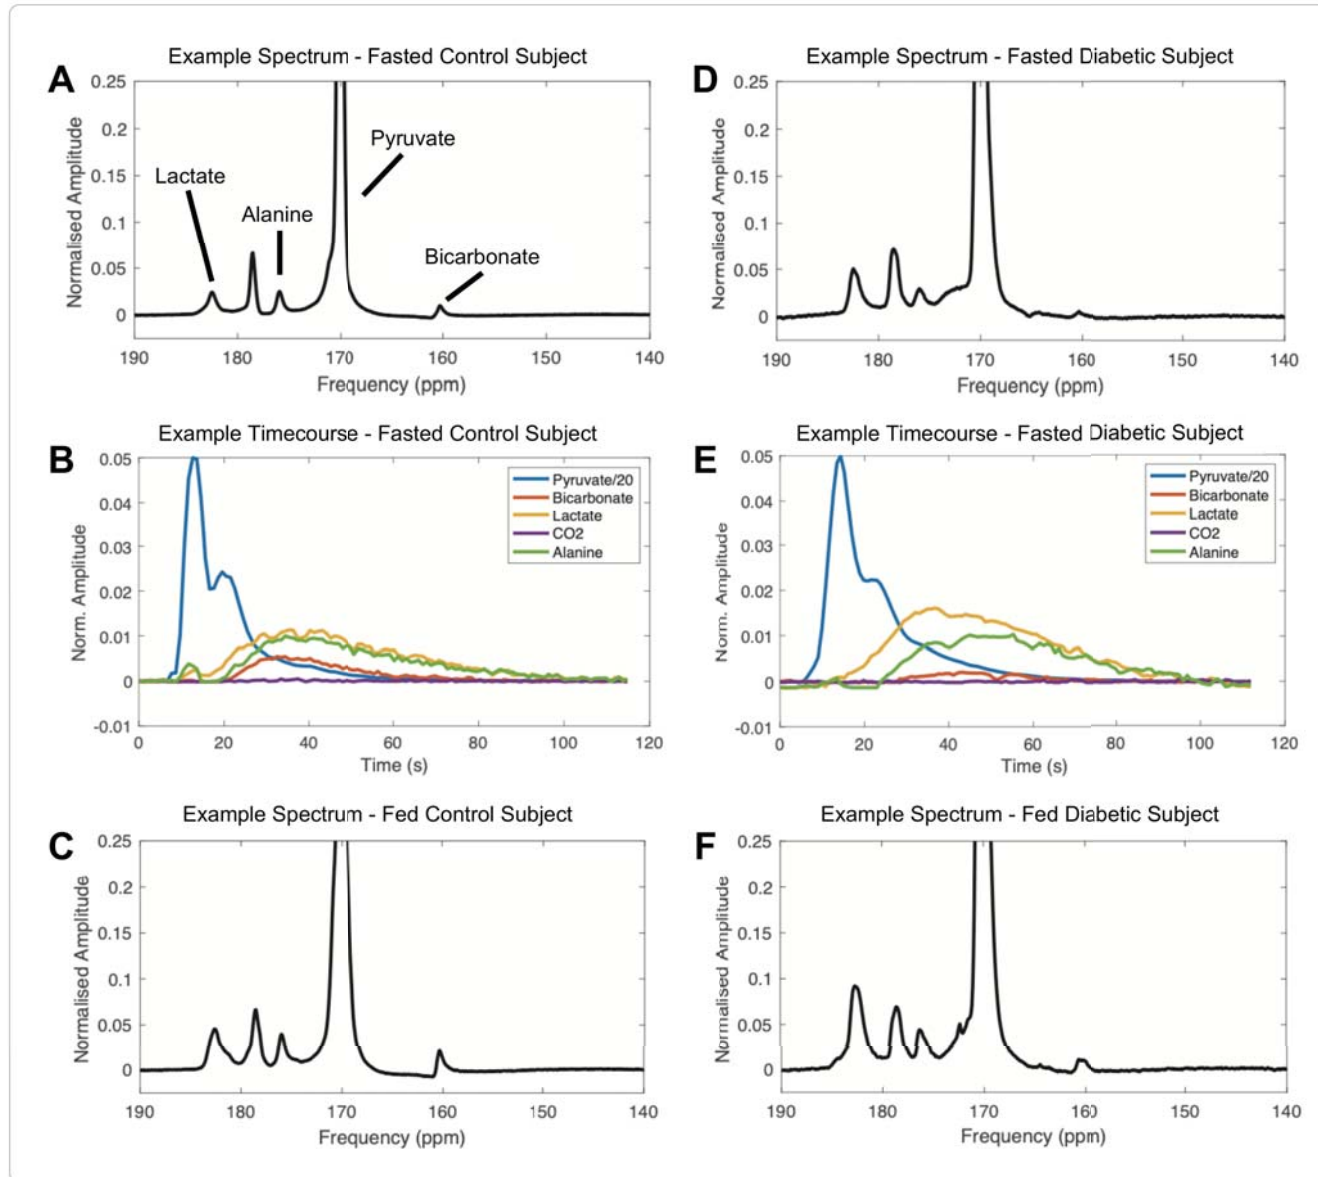 Example Spectrum - Fasted Control Subject
A
0.25
0.2
0.15
0.1
0.05
0
Normalised Amplitude
Lactate
Alanine
Pyruvate
Bicarbonate
190 180 170 160 150 140
Frequency (ppm)
Example Spectrum - Fasted Diabetic Subject
D
0.25
0.2
0.15
0.1
0.05
0
Normalised Amplitude
190 180 170 160 150 140
Frequency (ppm)
Example Timecourse - Fasted Control Subject
B
0.05
0.04
0.03
0.02
0.01
0
-0.01
Norm. Amplitude
Pyruvate/20
Bicarbonate
Lactate
CO2
Alanine
0 20 40 60 80 100 120
Time (s)
Example Timecourse - Fasted Diabetic Subject
E
0.05
0.04
0.03
0.02
0.01
0
-0.01
Norm. Amplitude
Pyruvate/20
Bicarbonate
Lactate
CO2
Alanine
0 20 40 60 80 100 120
Time (s)
Example Spectrum - Fed Control Subject
C
0.25
0.2
0.15
0.1
0.05
0
Normalised Amplitude
190 180 170 160 150 140
Frequency (ppm)
Example Spectrum - Fed Diabetic Subject
F
0.25
0.2
0.15
0.1
0.05
0
Normalised Amplitude
190 180 170 160 150 140
Frequency (ppm)